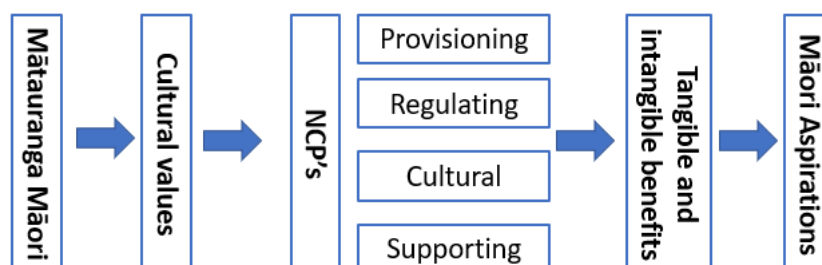 Mātauranga Māori
Cultural values
NCP's
Provisioning
Regulating
Cultural
Supporting
Tangible and
intangible benefits
Māori Aspirations